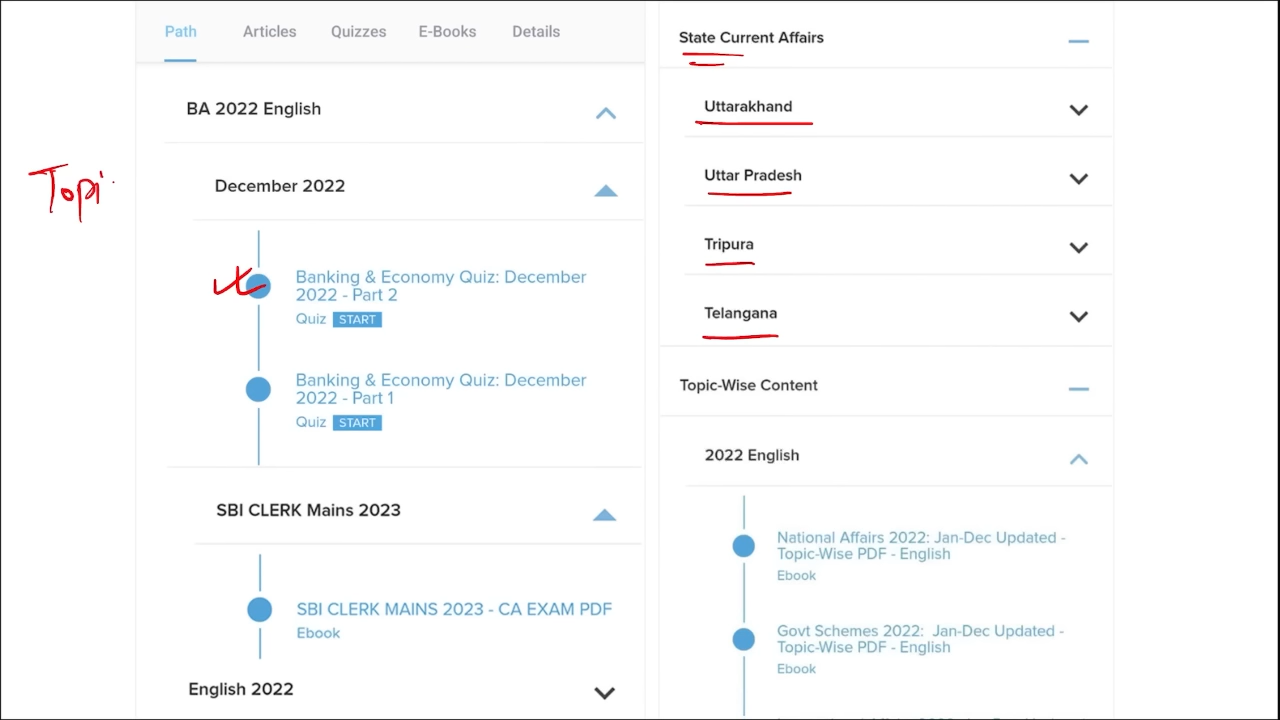 Path
Articles
Quizzes
E-Books
Details
BA 2022 English
December 2022
Banking & Economy Quiz: December
2022 - Part 2
Quiz START
Banking & Economy Quiz: December
2022 - Part 1
Quiz START
SBI CLERK Mains 2023
SBI CLERK MAINS 2023 - CA EXAM PDF
Ebook
English 2022
Topi
State Current Affairs
Uttarakhand
Uttar Pradesh
Tripura
Telangana
Topic-Wise Content
2022 English
National Affairs 2022: Jan-Dec Updated -
Topic-Wise PDF - English
Ebook
Govt Schemes 2022: Jan-Dec Updated -
Topic-Wise PDF - English
Ebook